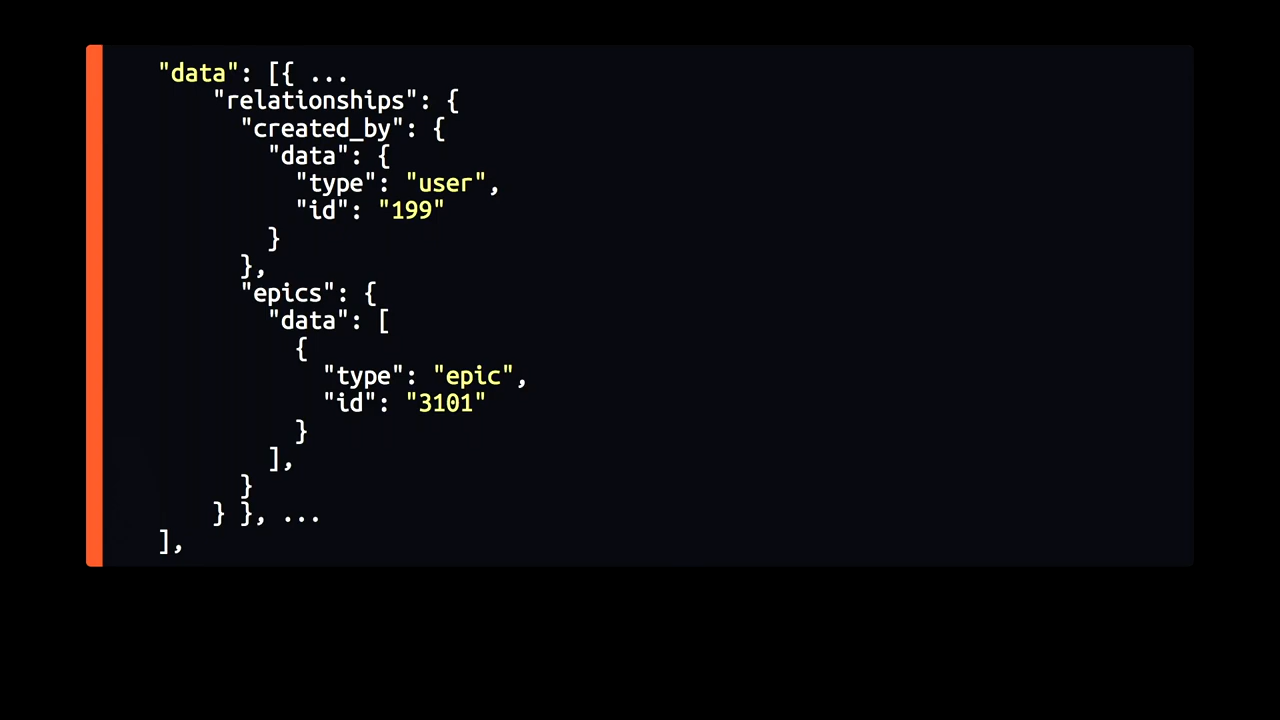 "data": [{ ...
"relationships": {
"created_by": {
"data": {
"type": "user",
"id": "199"
}
},
"epics": {
"data": [
{
"type": "epic",
"id": "3101"
}
],
}
} }, ...
],